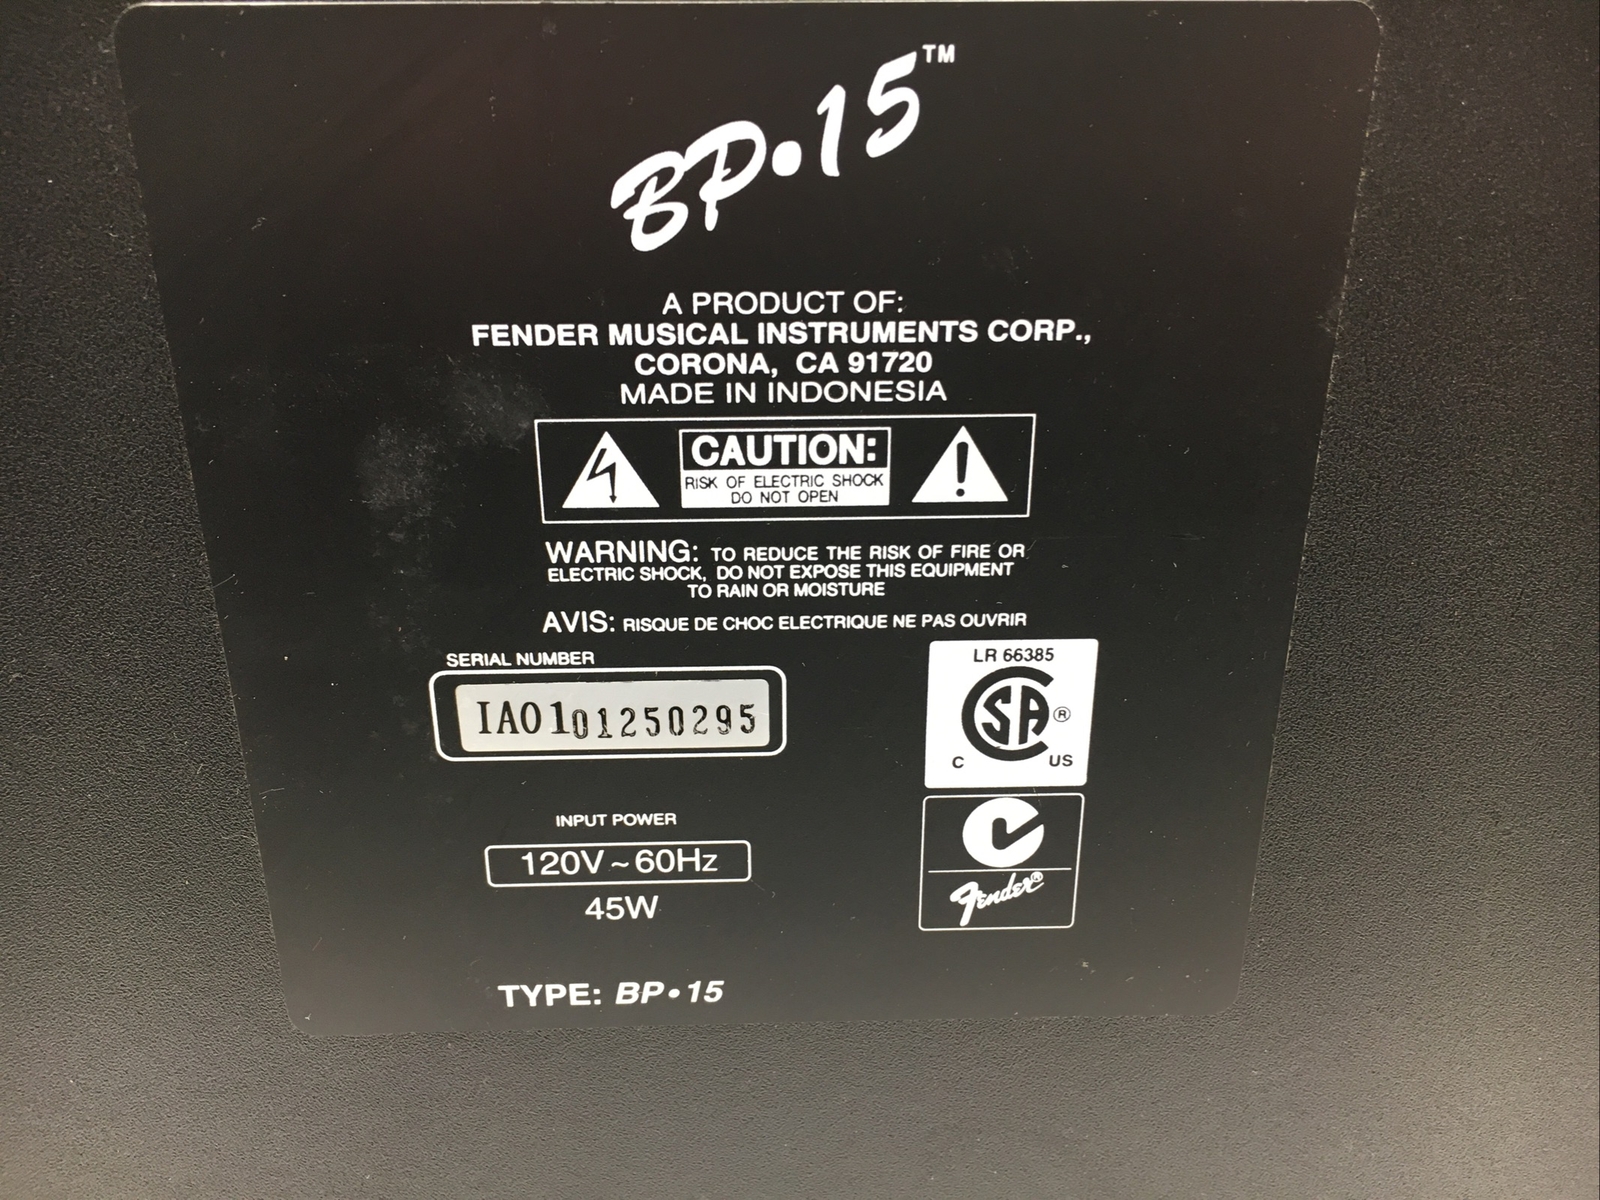 BP•15™
A PRODUCT OF:
FENDER MUSICAL INSTRUMENTS CORP.,
CORONA, CA 91720
MADE IN INDONESIA
CAUTION:
RISK OF ELECTRIC SHOCK
DO NOT OPEN
WARNING: TO REDUCE THE RISK OF FIRE OR
ELECTRIC SHOCK, DO NOT EXPOSE THIS EQUIPMENT
TO RAIN OR MOISTURE
AVIS: RISQUE DE CHOC ELECTRIQUE NE PAS OUVRIR
SERIAL NUMBER
IA0101250295
LR 66385
CSA®
C US
INPUT POWER
120V~60Hz
45W
Fender®
TYPE: BP•15